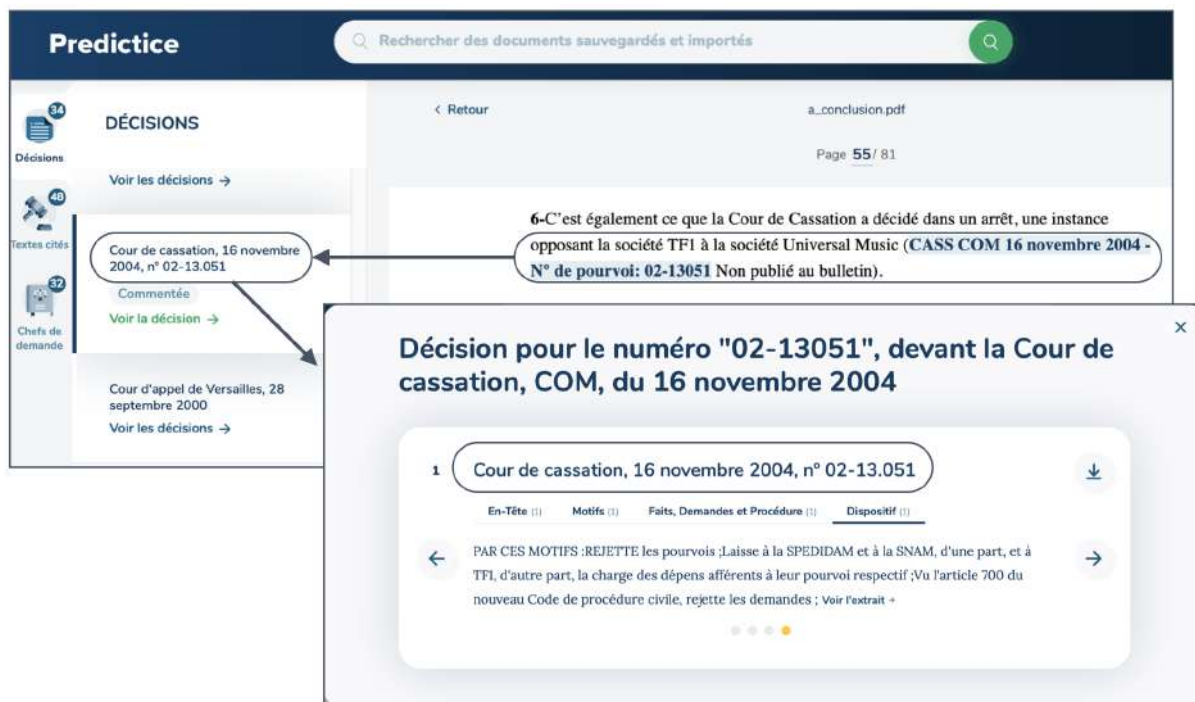 Predictice
Rechercher des documents sauvegardés et importés
34
Décisions
48
Textes cités
32
Chefs de
demande
DÉCISIONS
Voir les décisions →
Cour de cassation, 16 novembre
2004, n° 02-13.051
Commentée
Voir la décision →
Cour d'appel de Versailles, 28
septembre 2000
Voir les décisions →
< Retour
a_conclusion.pdf
Page 55 / 81
6-C'est également ce que la Cour de Cassation a décidé dans un arrêt, une instance
opposant la société TF1 à la société Universal Music (CASS COM 16 novembre 2004 -
N° de pourvoi: 02-13051 Non publié au bulletin).
×
Décision pour le numéro "02-13051", devant la Cour de
cassation, COM, du 16 novembre 2004
1 Cour de cassation, 16 novembre 2004, n° 02-13.051
En-Tête (1) Motifs (1) Faits, Demandes et Procédure (1) Dispositif (1)
PAR CES MOTIFS :REJETTE les pourvois ;Laisse à la SPEDIDAM et à la SNAM, d'une part, et à
TF1, d'autre part, la charge des dépens afférents à leur pourvoi respectif ;Vu l'article 700 du
nouveau Code de procédure civile, rejette les demandes ; Voir l'extrait →